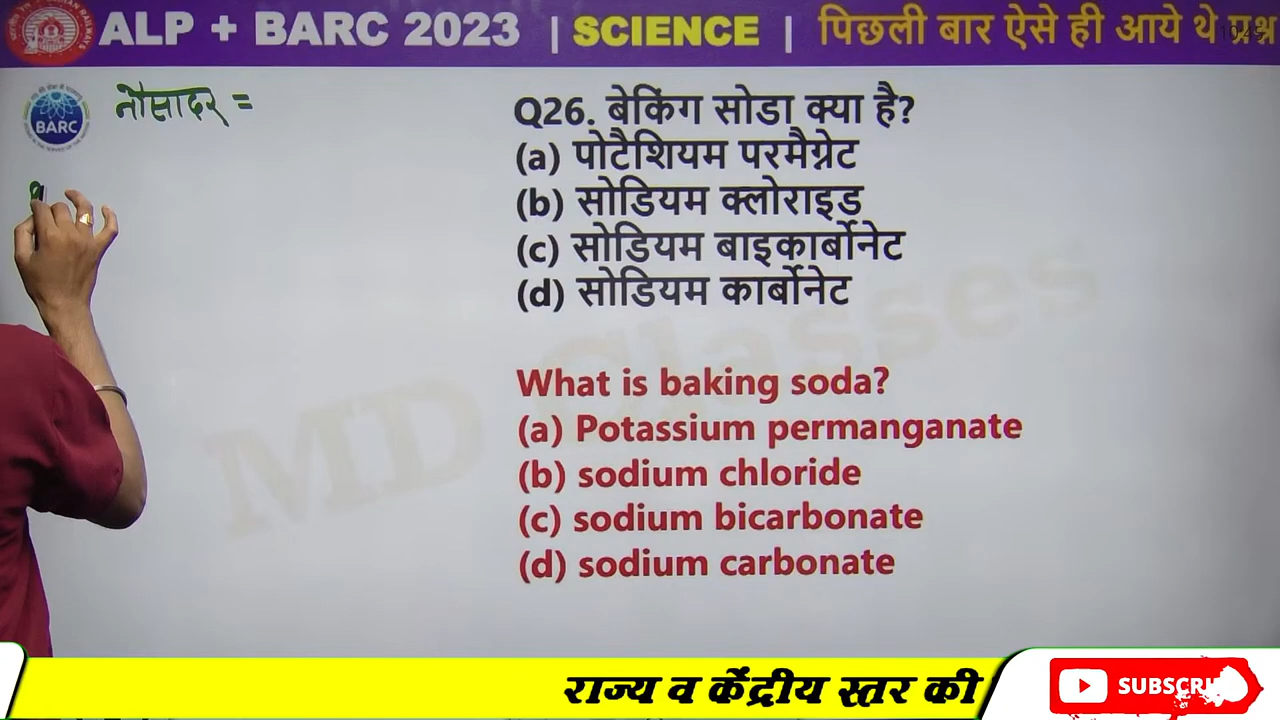 ALP + BARC 2023 | SCIENCE | पिछली बार ऐसे ही आये थे प्रश्न
BARC
नौसादर =
Q26. बेकिंग सोडा क्या है?
(a) पोटैशियम परमैग्नेट
(b) सोडियम क्लोराइड
(c) सोडियम बाइकार्बोनेट
(d) सोडियम कार्बोनेट
MD Classes
What is baking soda?
(a) Potassium permanganate
(b) sodium chloride
(c) sodium bicarbonate
(d) sodium carbonate
राज्य व केंद्रीय स्तर की
SUBSCRI